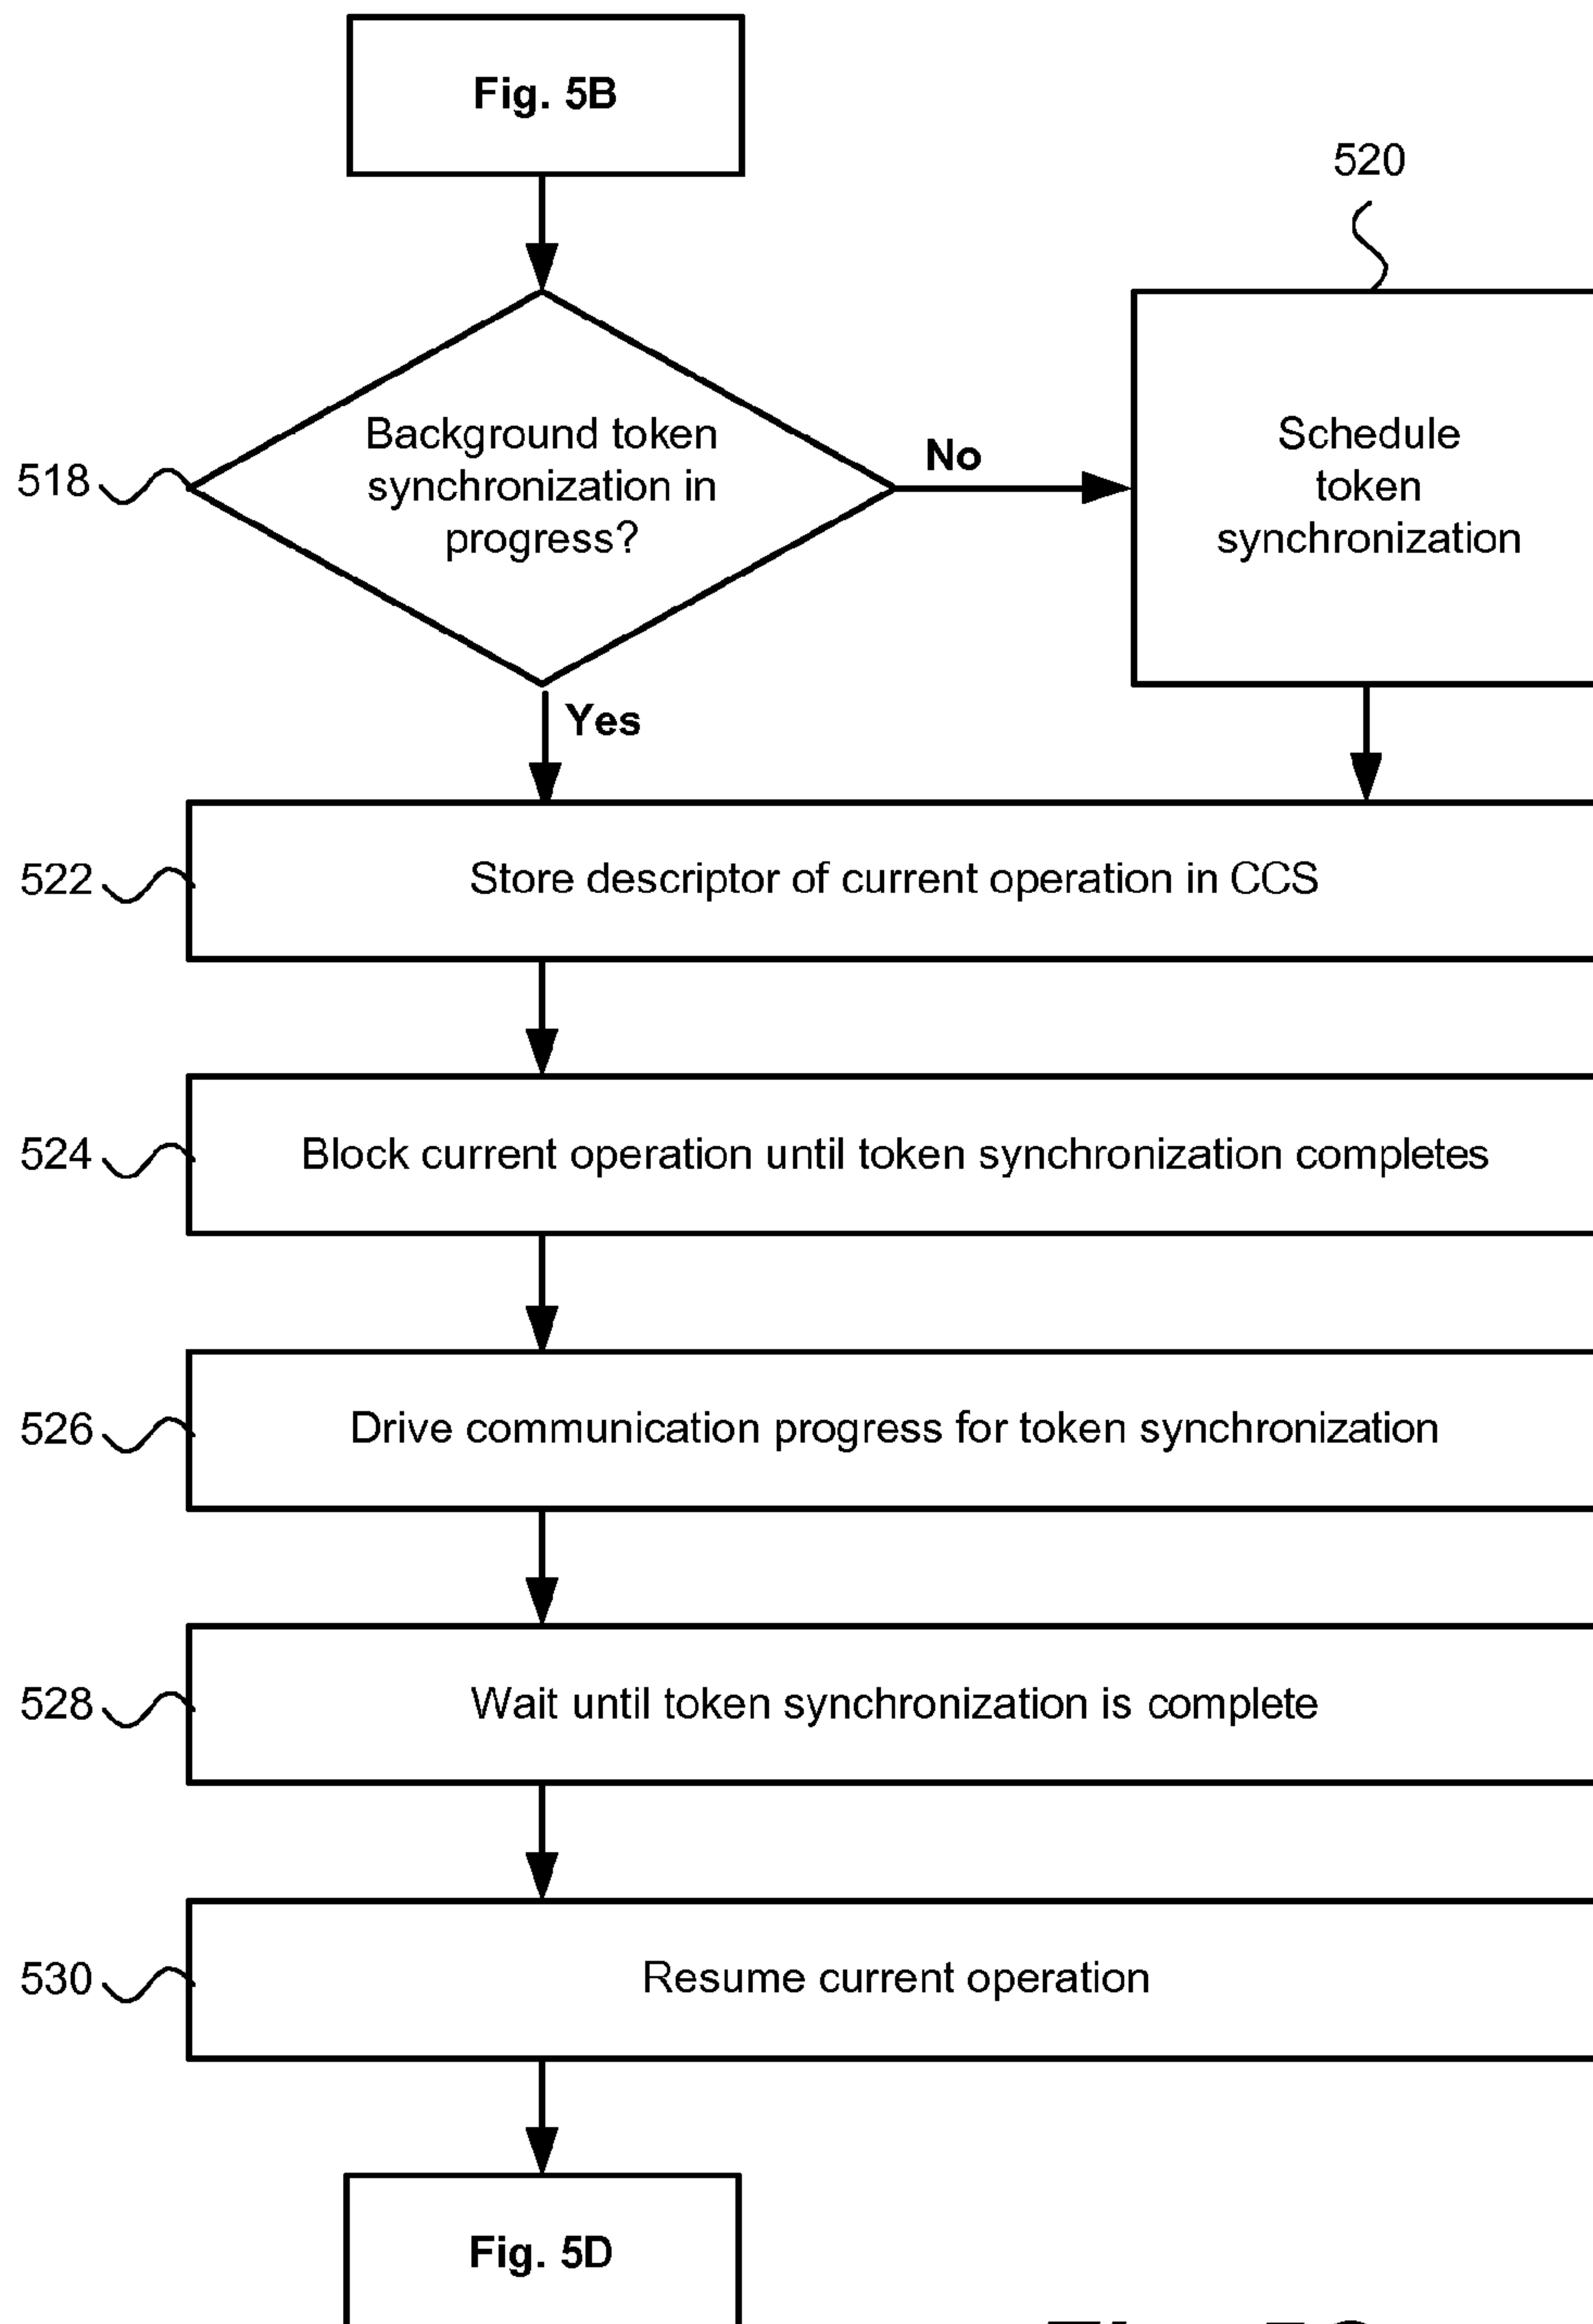 Fig. 5B
520
518
Background token
synchronization in
progress?
No
Schedule
token
synchronization
Yes
522
Store descriptor of current operation in CCS
524
Block current operation until token synchronization completes
526
Drive communication progress for token synchronization
528
Wait until token synchronization is complete
530
Resume current operation
Fig. 5D